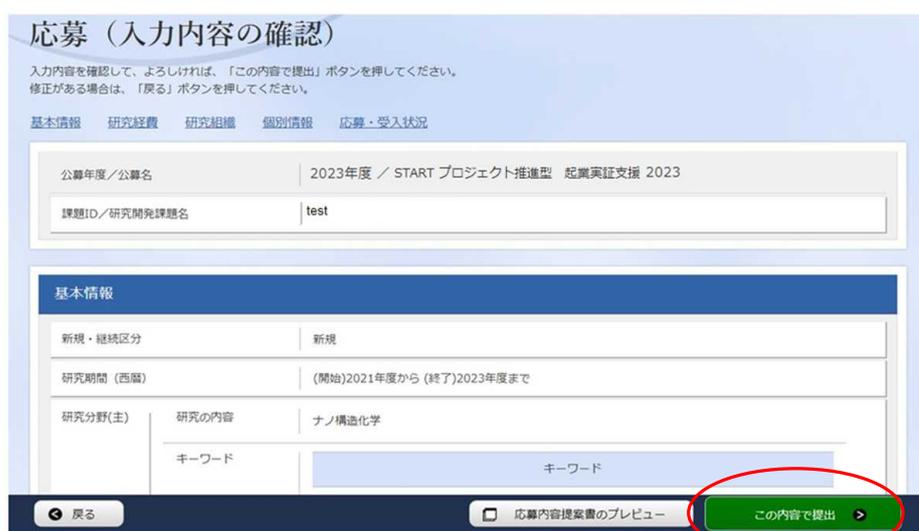 応募（入力内容の確認）
入力内容を確認して、よろしければ、「この内容で提出」ボタンを押してください。
修正がある場合は、「戻る」ボタンを押してください。
基本情報 研究経費 研究組織 個別情報 応募・受入状況
公募年度／公募名 2023年度 ／ START プロジェクト推進型 起業実証支援 2023
課題ID／研究開発課題名 test
基本情報
新規・継続区分 新規
研究期間（西暦） (開始)2021年度から (終了)2023年度まで
研究分野(主) 研究の内容 ナノ構造化学
キーワード キーワード
戻る 応募内容提案書のプレビュー この内容で提出